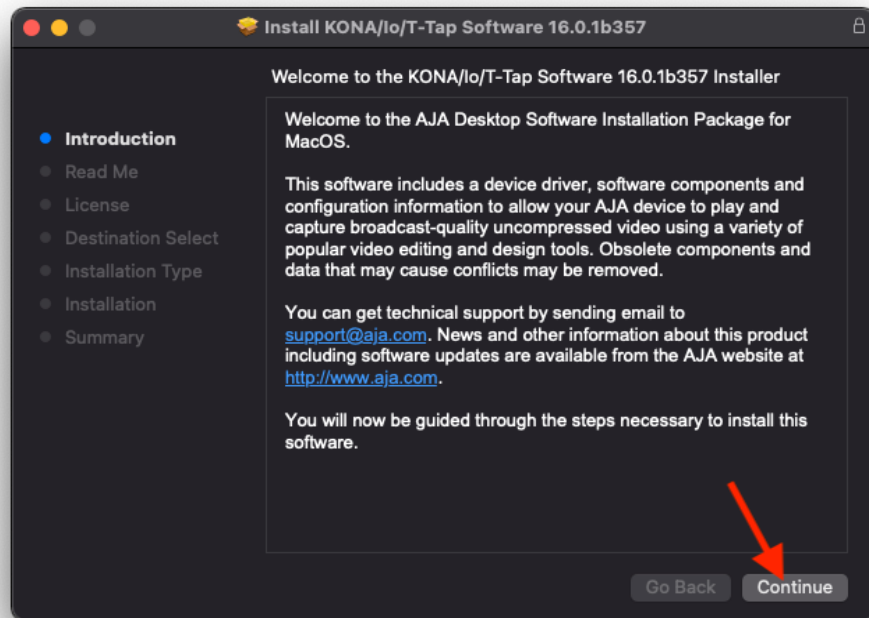 Install KONA/Io/T-Tap Software 16.0.1b357
Welcome to the KONA/Io/T-Tap Software 16.0.1b357 Installer
Introduction
Read Me
License
Destination Select
Installation Type
Installation
Summary
Welcome to the AJA Desktop Software Installation Package for
MacOS.
This software includes a device driver, software components and
configuration information to allow your AJA device to play and
capture broadcast-quality uncompressed video using a variety of
popular video editing and design tools. Obsolete components and
data that may cause conflicts may be removed.
You can get technical support by sending email to
support@aja.com. News and other information about this product
including software updates are available from the AJA website at
http://www.aja.com.
You will now be guided through the steps necessary to install this
software.
Go Back
Continue